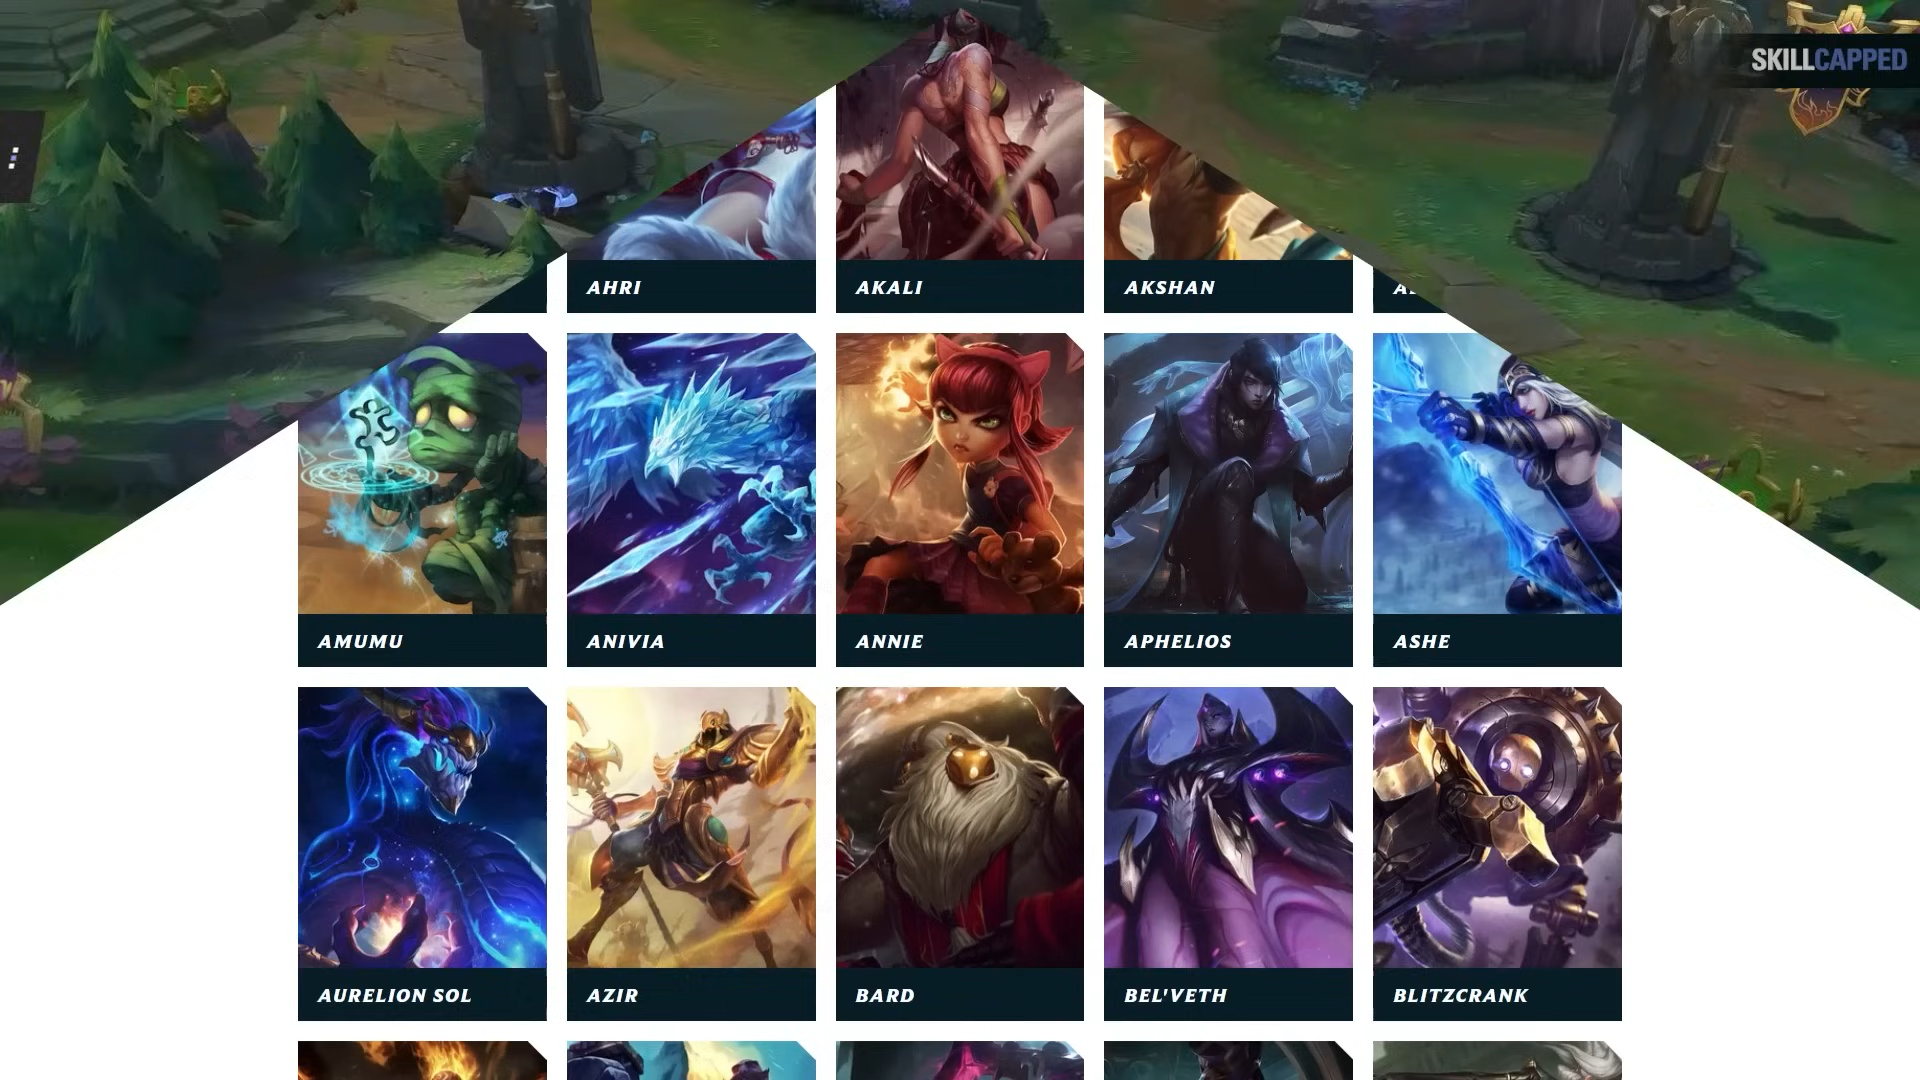 SKILLCAPPED
AHRI
AKALI
AKSHAN
AMUMU
ANIVIA
ANNIE
APHELIOS
ASHE
AURELION SOL
AZIR
BARD
BEL'VETH
BLITZCRANK